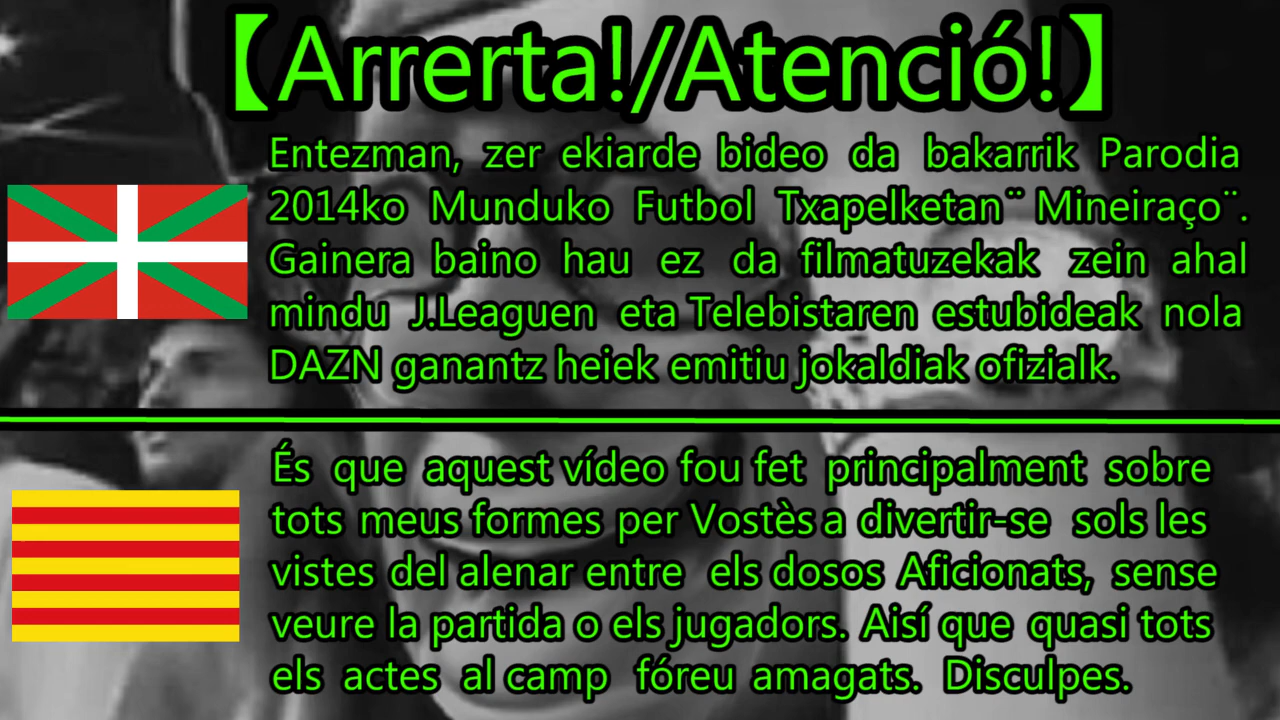 【Arrerta!/Atenció!】
Entezman, zer ekiarde bideo da bakarrik Parodia
2014ko Munduko Futbol Txapelketan¨ Mineiraço¨.
Gainera baino hau ez da filmatuzekak zein ahal
mindu J.Leaguen eta Telebistaren estubideak nola
DAZN ganantz heiek emitiu jokaldiak ofizialk.
És que aquest vídeo fou fet principalment sobre
tots meus formes per Vostès a divertir-se sols les
vistes del alenar entre els dosos Aficionats, sense
veure la partida o els jugadors. Aisí que quasi tots
els actes al camp fóreu amagats. Disculpes.